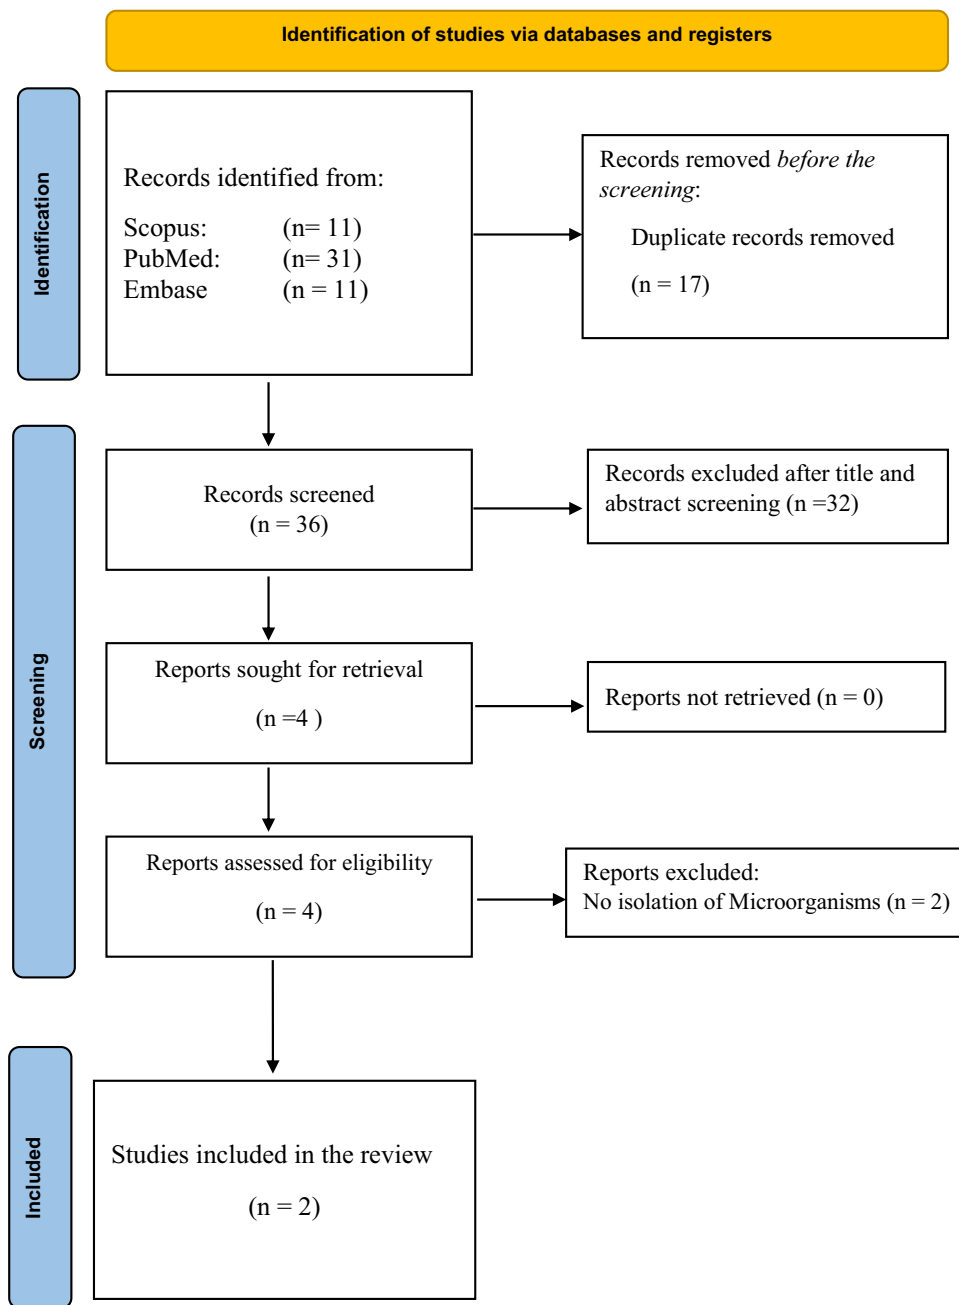 Identification of studies via databases and registers
Identification
Records identified from:
Scopus: (n= 11)
PubMed: (n= 31)
Embase (n = 11)
Records removed before the
screening:
Duplicate records removed
(n = 17)
Screening
Records screened
(n = 36)
Records excluded after title and
abstract screening (n =32)
Reports sought for retrieval
(n =4 )
Reports not retrieved (n = 0)
Reports assessed for eligibility
(n = 4)
Reports excluded:
No isolation of Microorganisms (n = 2)
Included
Studies included in the review
(n = 2)